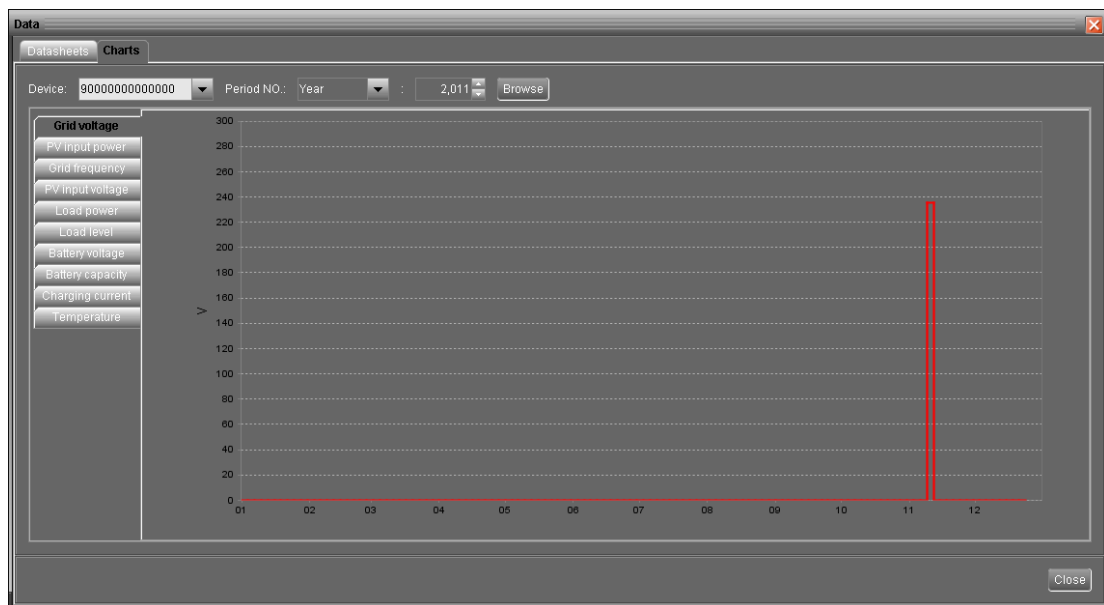 Data
Datasheets Charts
Device: 90000000000000 Period NO.: Year : 2,011 Browse
Grid voltage
PV input power
Grid frequency
PV input voltage
Load power
Load level
Battery voltage
Battery capacity
Charging current
Temperature
V
300
280
260
240
220
200
180
160
140
120
100
80
60
40
20
0
01 02 03 04 05 06 07 08 09 10 11 12
Close